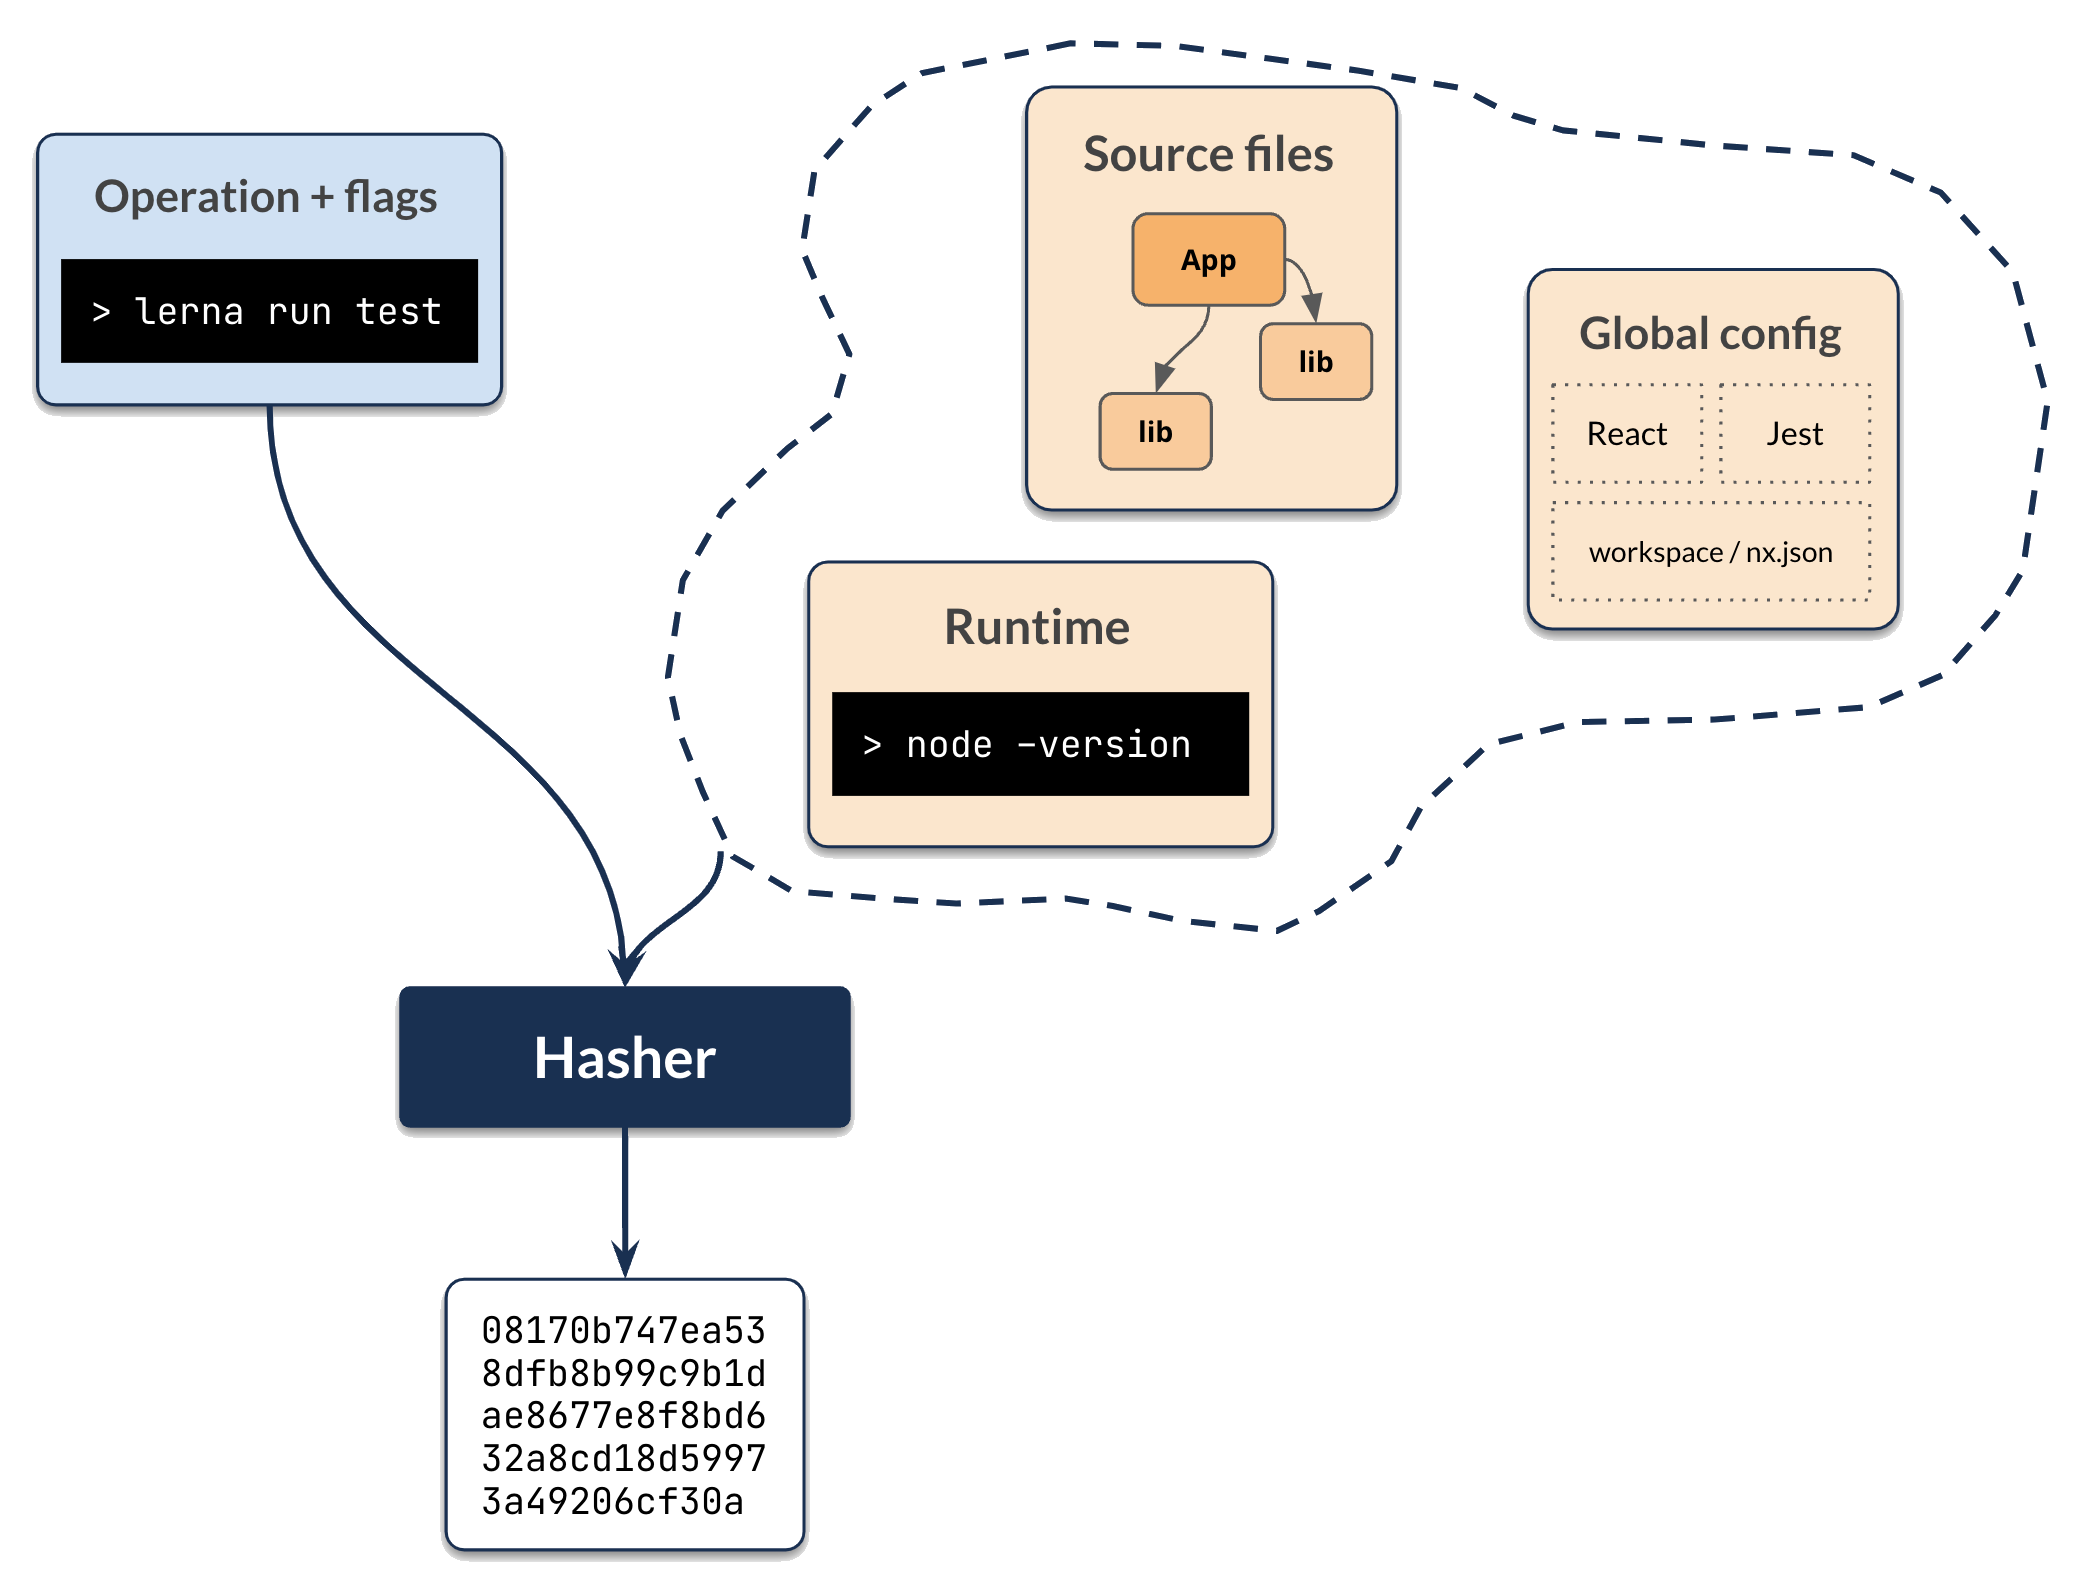 Operation + flags
> lerna run test
Source files
App
lib
lib
Global config
React
Jest
workspace / nx.json
Runtime
> node –version
Hasher
08170b747ea53
8dfb8b99c9b1d
ae8677e8f8bd6
32a8cd18d5997
3a49206cf30a